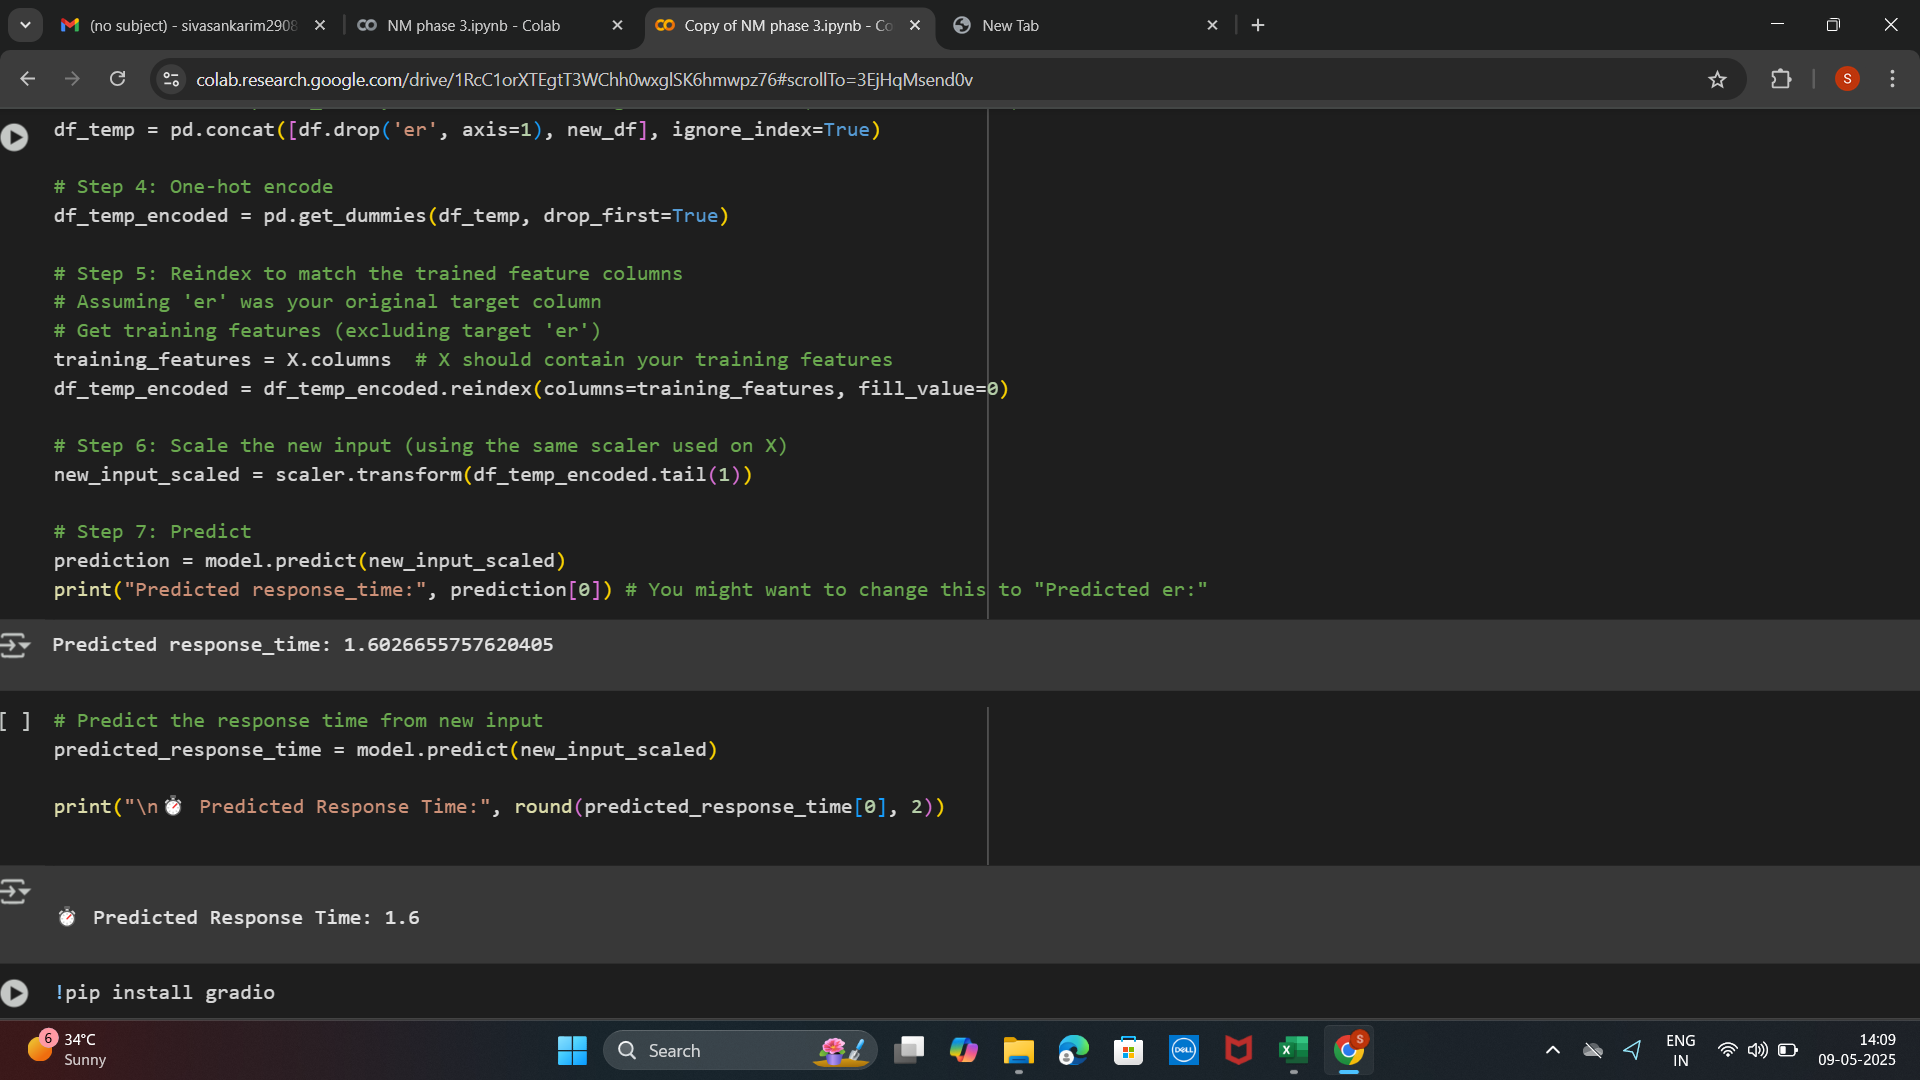 (no subject) - sivasankarim2908
NM phase 3.ipynb - Colab
Copy of NM phase 3.ipynb - Co
New Tab
colab.research.google.com/drive/1RcC1orXTEgtT3WChh0wxglSK6hmwpz76#scrollTo=3EjHqMsend0v
S
df_temp = pd.concat([df.drop('er', axis=1), new_df], ignore_index=True)
# Step 4: One-hot encode
df_temp_encoded = pd.get_dummies(df_temp, drop_first=True)
# Step 5: Reindex to match the trained feature columns
# Assuming 'er' was your original target column
# Get training features (excluding target 'er')
training_features = X.columns  # X should contain your training features
df_temp_encoded = df_temp_encoded.reindex(columns=training_features, fill_value=0)
# Step 6: Scale the new input (using the same scaler used on X)
new_input_scaled = scaler.transform(df_temp_encoded.tail(1))
# Step 7: Predict
prediction = model.predict(new_input_scaled)
print("Predicted response_time:", prediction[0]) # You might want to change this to "Predicted er:"
Predicted response_time: 1.6026655757620405
[ ] # Predict the response time from new input
predicted_response_time = model.predict(new_input_scaled)
print("\n⏱ Predicted Response Time:", round(predicted_response_time[0], 2))
⏱ Predicted Response Time: 1.6
!pip install gradio
6
34°C
Sunny
Search
DELL
S
ENG
IN
14:09
09-05-2025